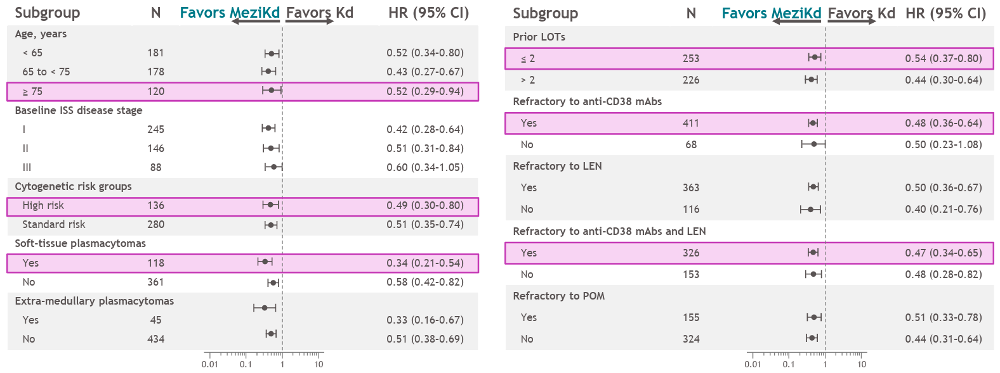 Subgroup N Favors MeziKd Favors Kd HR (95% CI)
Age, years
< 65 181 0.52 (0.34-0.80)
65 to < 75 178 0.43 (0.27-0.67)
≥ 75 120 0.52 (0.29-0.94)
Baseline ISS disease stage
I 245 0.42 (0.28-0.64)
II 146 0.51 (0.31-0.84)
III 88 0.60 (0.34-1.05)
Cytogenetic risk groups
High risk 136 0.49 (0.30-0.80)
Standard risk 280 0.51 (0.35-0.74)
Soft-tissue plasmacytomas
Yes 118 0.34 (0.21-0.54)
No 361 0.58 (0.42-0.82)
Extra-medullary plasmacytomas
Yes 45 0.33 (0.16-0.67)
No 434 0.51 (0.38-0.69)
0.01 0.1 1 10
Subgroup N Favors MeziKd Favors Kd HR (95% CI)
Prior LOTs
≤ 2 253 0.54 (0.37-0.80)
> 2 226 0.44 (0.30-0.64)
Refractory to anti-CD38 mAbs
Yes 411 0.48 (0.36-0.64)
No 68 0.50 (0.23-1.08)
Refractory to LEN
Yes 363 0.50 (0.36-0.67)
No 116 0.40 (0.21-0.76)
Refractory to anti-CD38 mAbs and LEN
Yes 326 0.47 (0.34-0.65)
No 153 0.48 (0.28-0.82)
Refractory to POM
Yes 155 0.51 (0.33-0.78)
No 324 0.44 (0.31-0.64)
0.01 0.1 1 10